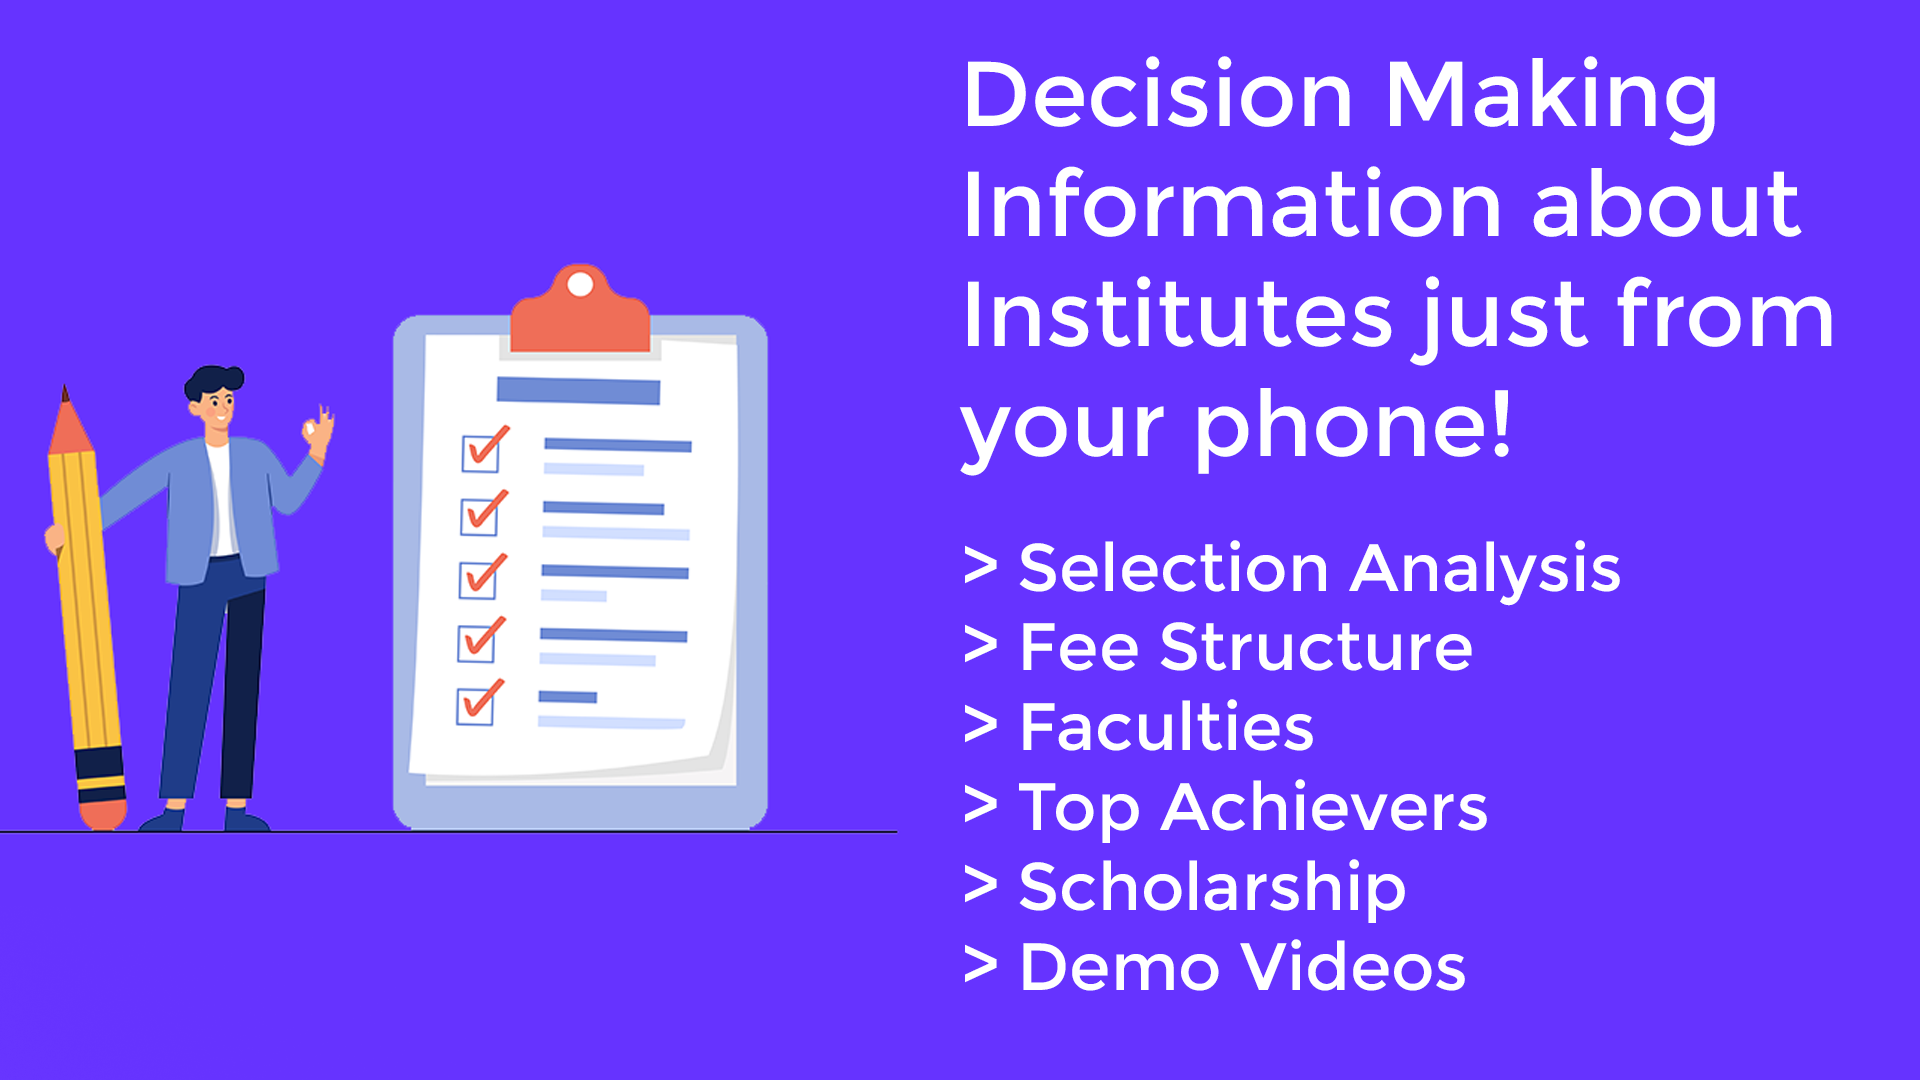 Decision Making
Information about
Institutes just from
your phone!
> Selection Analysis
> Fee Structure
> Faculties
> Top Achievers
> Scholarship
> Demo Videos